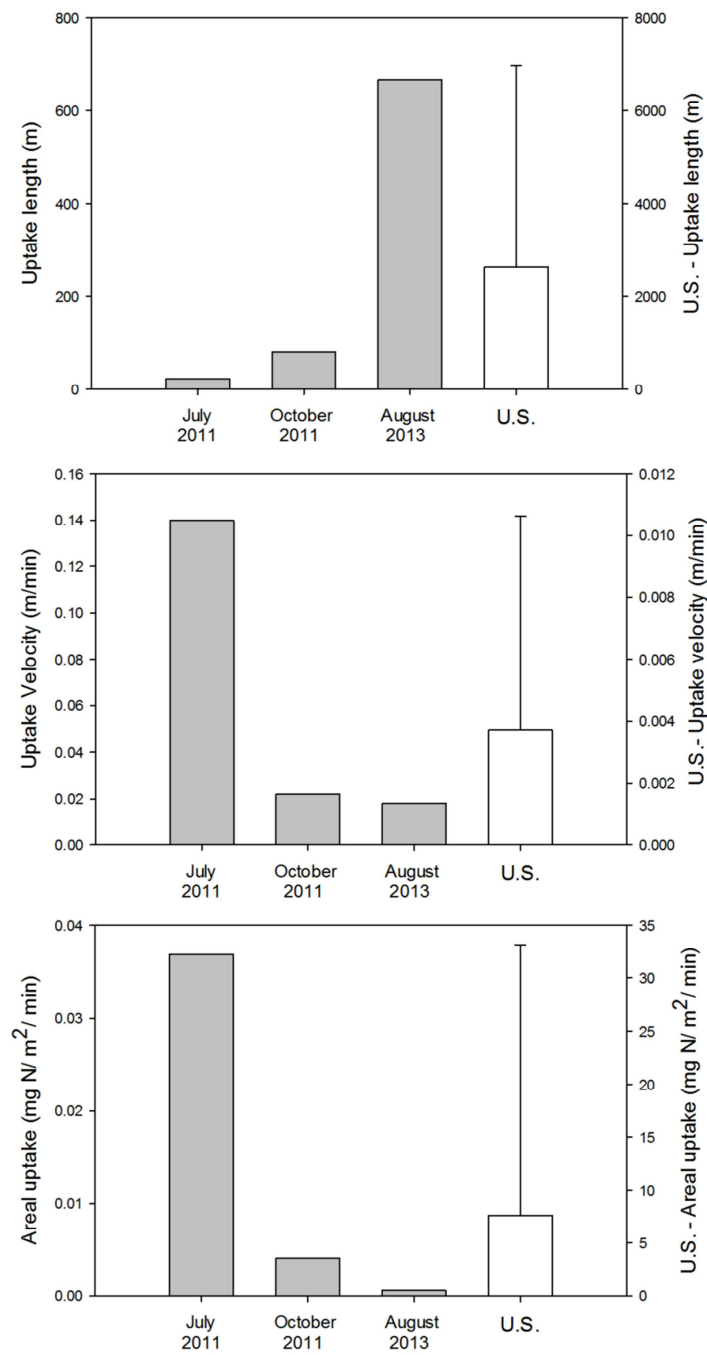 800
600
400
200
0
Uptake length (m)
8000
6000
4000
2000
0
U.S. - Uptake length (m)
July
2011
October
2011
August
2013
U.S.
0.16
0.14
0.12
0.10
0.08
0.06
0.04
0.02
0.00
Uptake Velocity (m/min)
0.012
0.010
0.008
0.006
0.004
0.002
0.000
U.S.- Uptake velocity (m/min)
July
2011
October
2011
August
2013
U.S.
0.04
0.03
0.02
0.01
0.00
Areal uptake (mg N/ m²/ min)
35
30
25
20
15
10
5
0
U.S. - Areal uptake (mg N/ m²/ min)
July
2011
October
2011
August
2013
U.S.